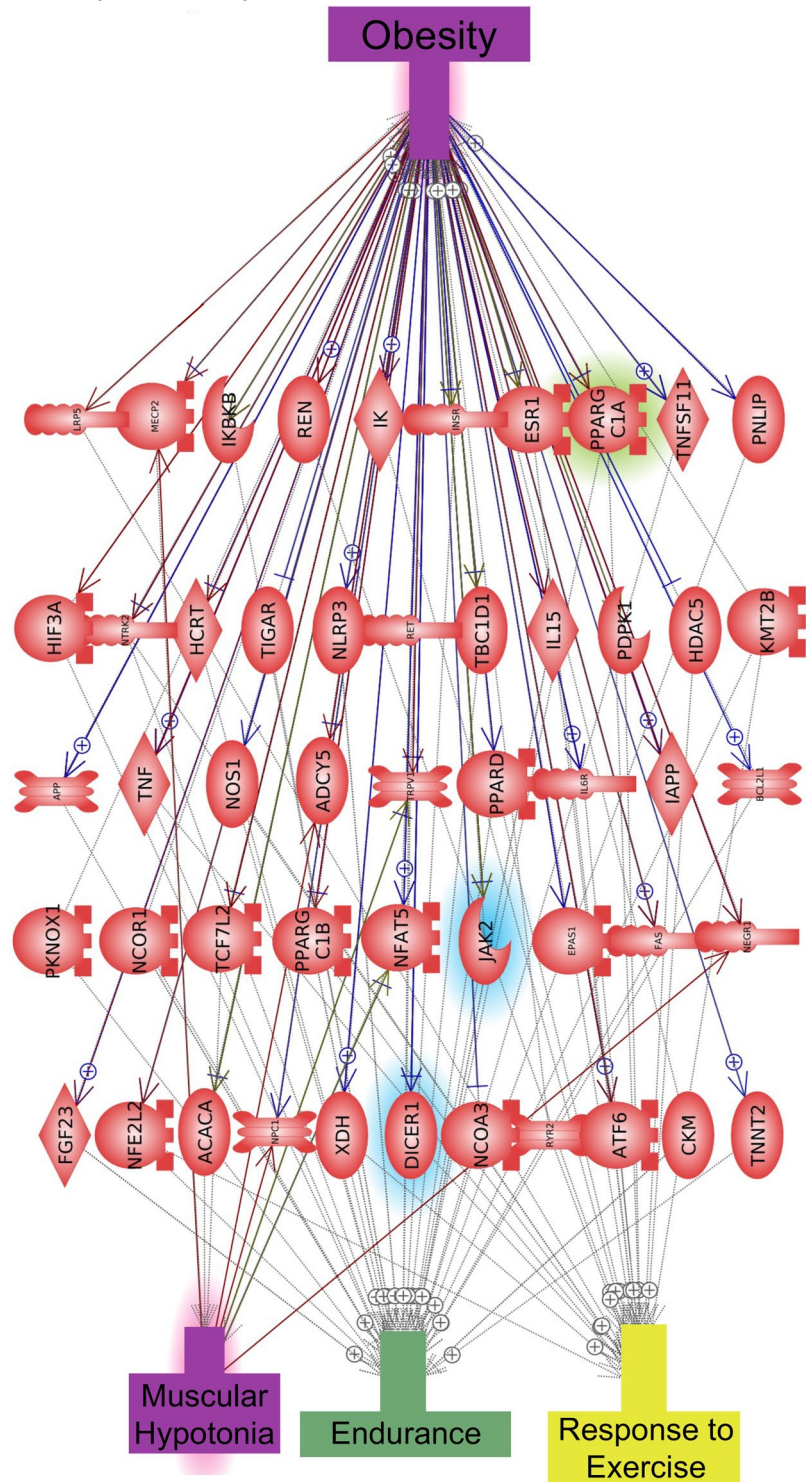 Obesity
LRP5
MECP2
IKBKB
REN
IK
INSR
ESR1
PPARG
C1A
TNFSF11
PNLIP
HIF3A
NTRK2
HCRT
TIGAR
NLRP3
RET
TBC1D1
IL15
PDPK1
HDAC5
KMT2B
APP
TNF
NOS1
ADCY5
TRPV1
PPARD
IL6R
IAPP
BCL2L1
PKNOX1
NCOR1
TCF7L2
PPARG
C1B
NFAT5
JAK2
EPAS1
FAS
NEGR1
FGF23
NFE2L2
ACACA
NPC1
XDH
DICER1
NCOA3
RYR2
ATF6
CKM
TNNT2
Muscular
Hypotonia
Endurance
Response to
Exercise